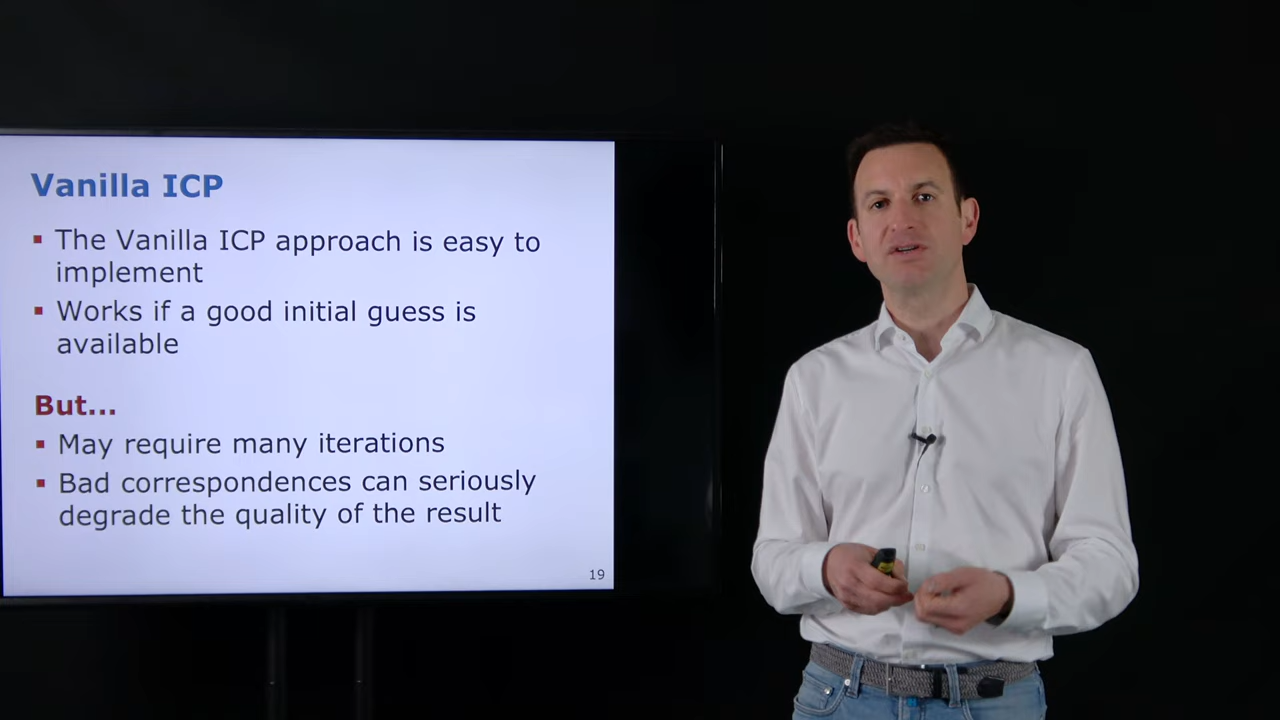 Vanilla ICP
▪ The Vanilla ICP approach is easy to
implement
▪ Works if a good initial guess is
available
But...
▪ May require many iterations
▪ Bad correspondences can seriously
degrade the quality of the result
19